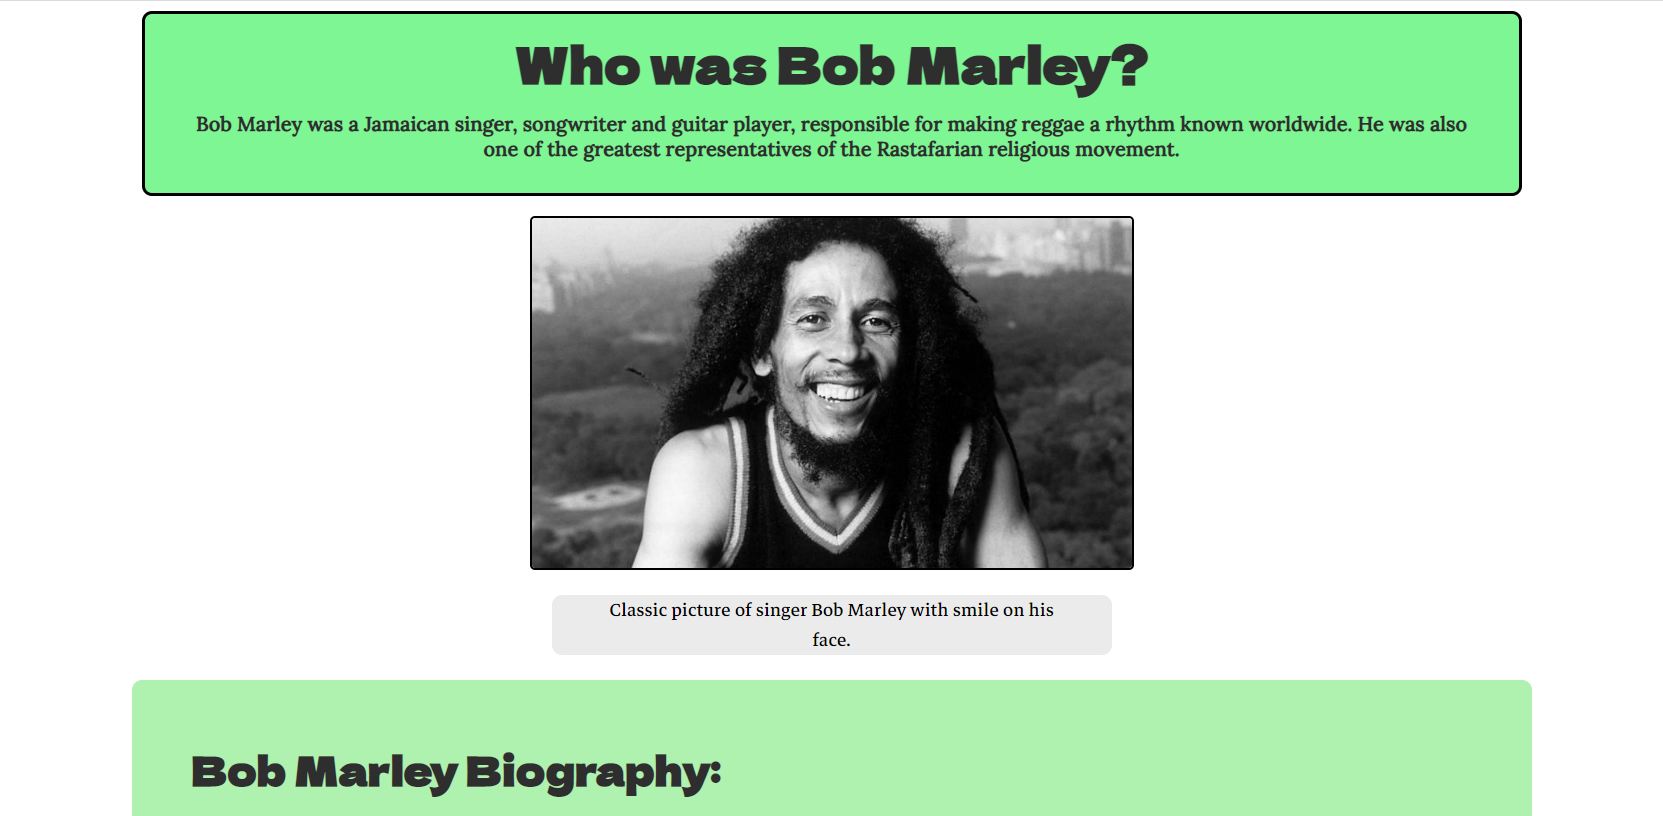 Who was Bob Marley?
Bob Marley was a Jamaican singer, songwriter and guitar player, responsible for making reggae a rhythm known worldwide. He was also
one of the greatest representatives of the Rastafarian religious movement.
Classic picture of singer Bob Marley with smile on his
face.
Bob Marley Biography: